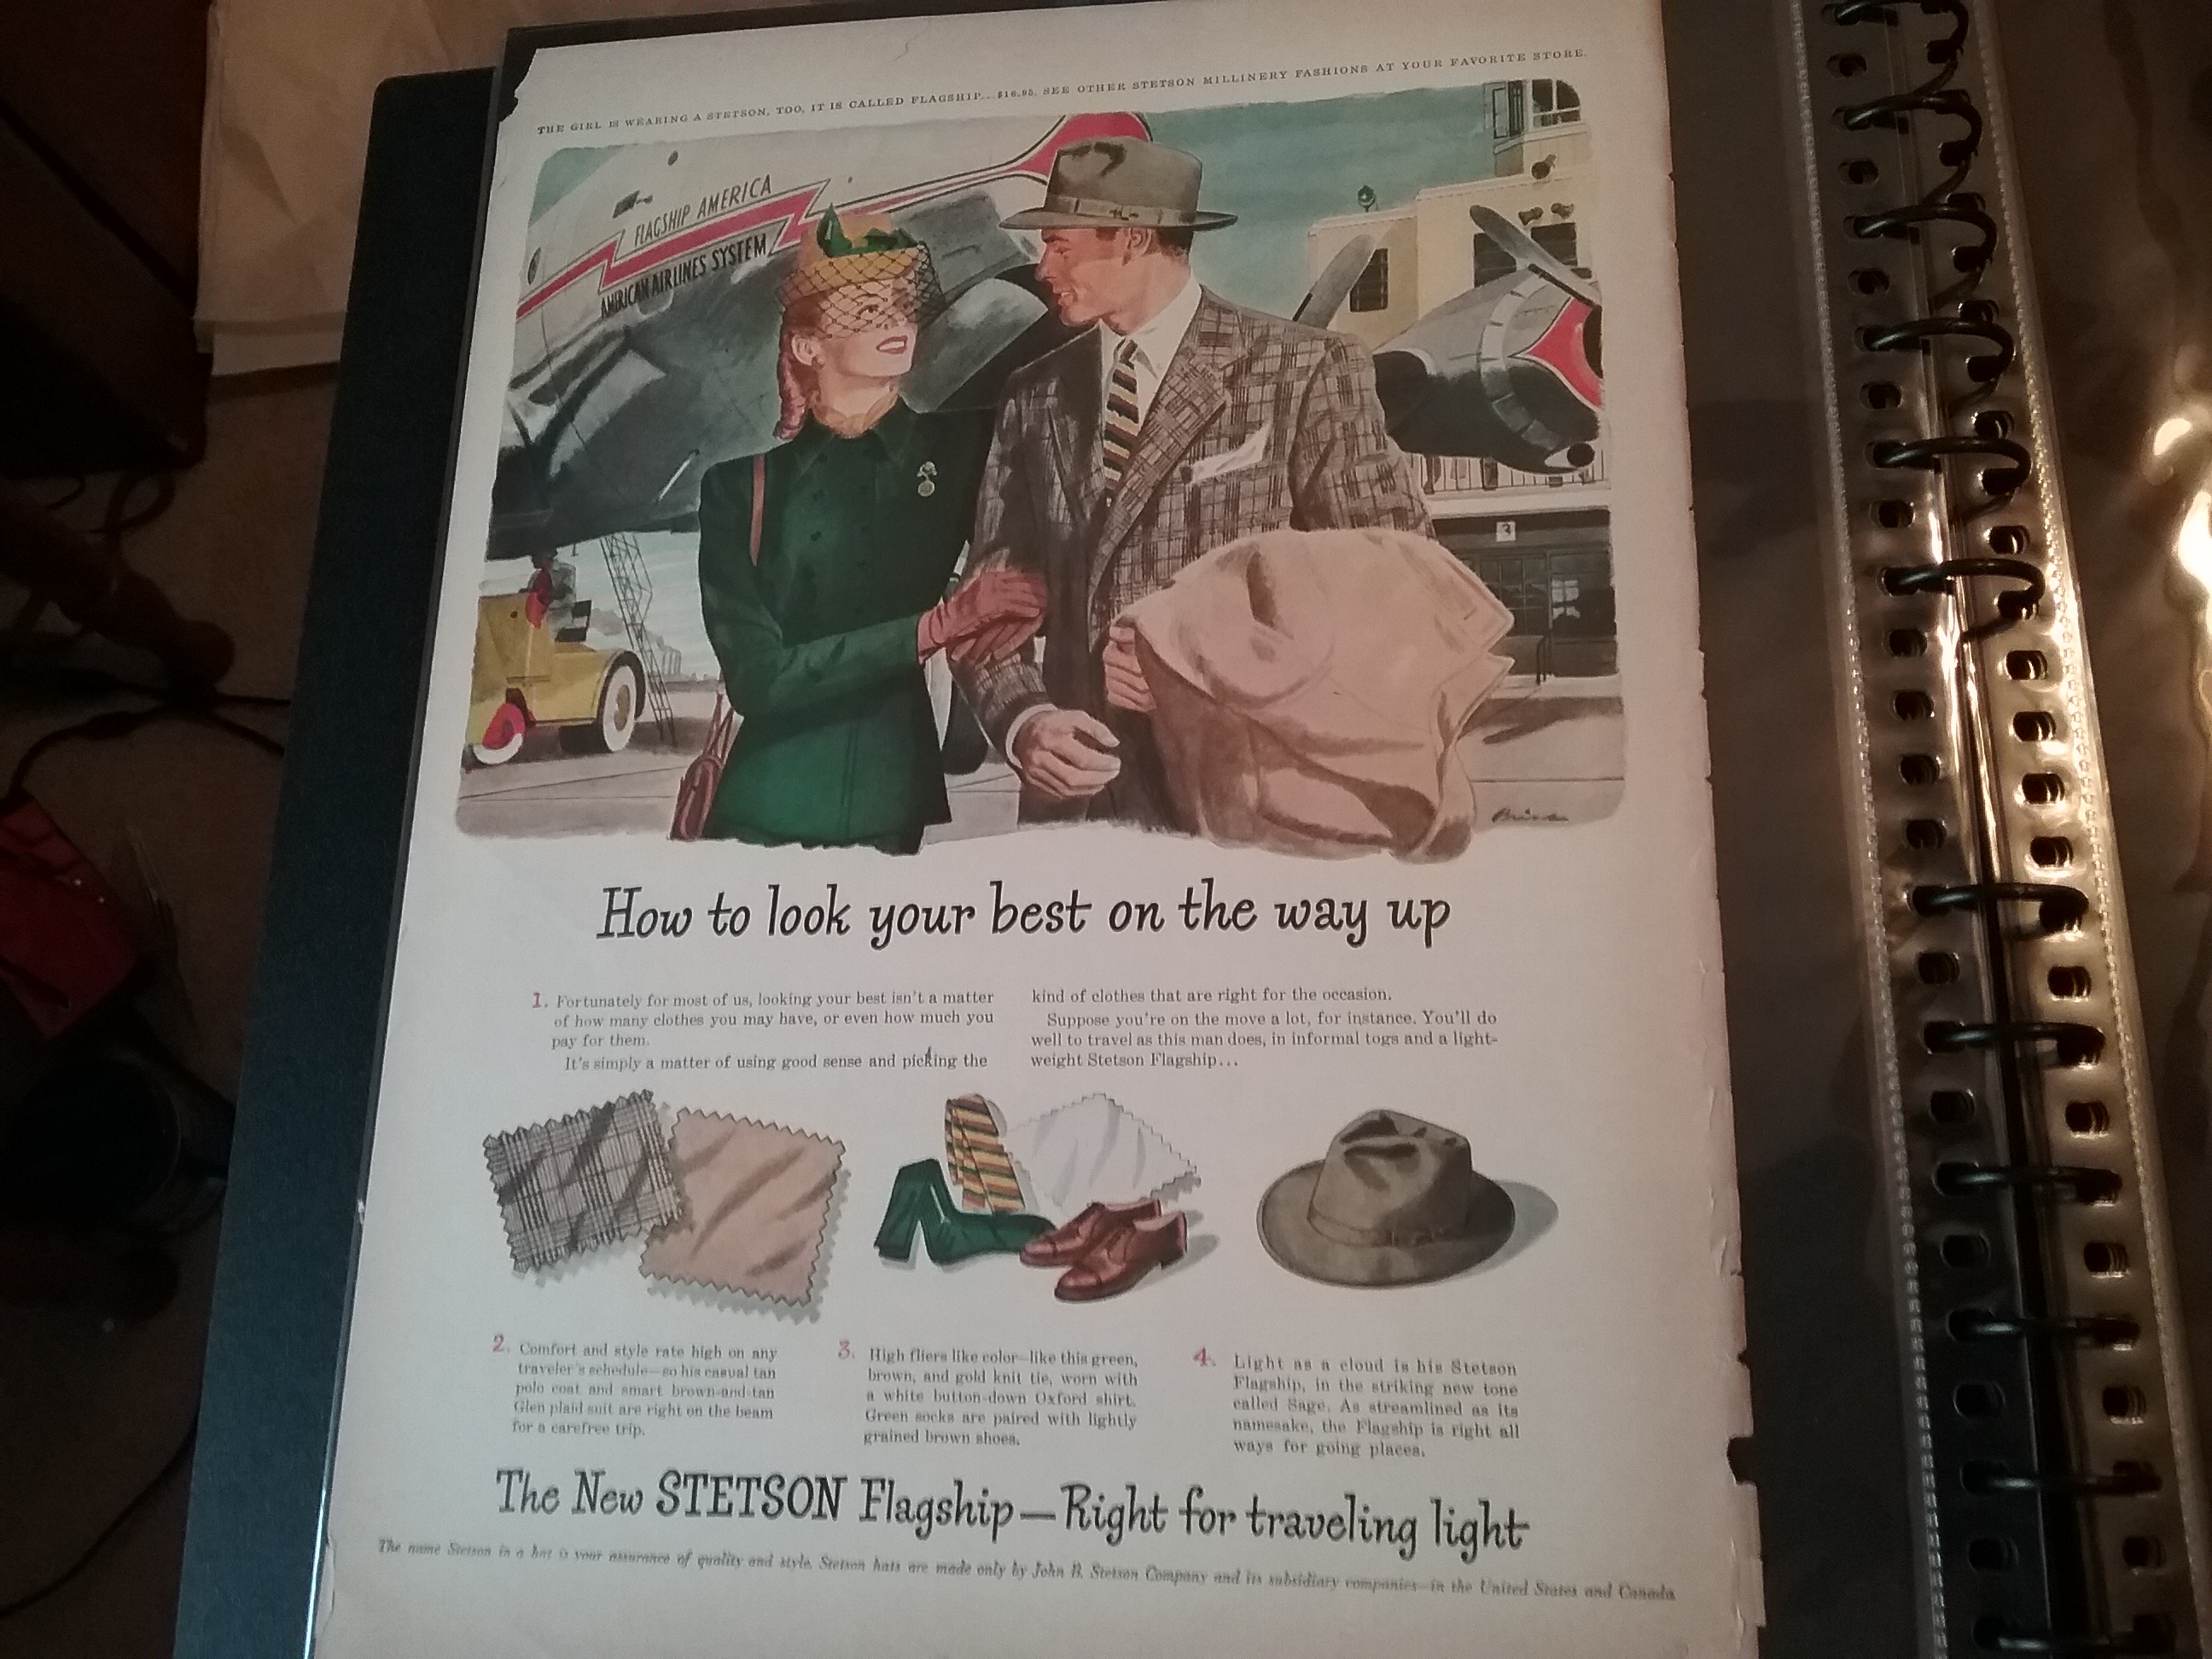 THE GIRL IS WEARING A STETSON, TOO, IT IS CALLED FLAGSHIP...$16.95. SEE OTHER STETSON MILLINERY FASHIONS AT YOUR FAVORITE STORE.
FLAGSHIP AMERICA
AMERICAN AIRLINES SYSTEM
3
How to look your best on the way up
1. Fortunately for most of us, looking your best isn't a matter
of how many clothes you may have, or even how much you
pay for them.
It's simply a matter of using good sense and picking the
kind of clothes that are right for the occasion.
Suppose you're on the move a lot, for instance. You'll do
well to travel as this man does, in informal togs and a light-
weight Stetson Flagship...
2. Comfort and style rate high on any
traveler's schedule—so his casual tan
polo coat and smart brown-and-tan
Glen plaid suit are right on the beam
for a carefree trip.
3. High fliers like color—like this green,
brown, and gold knit tie, worn with
a white button-down Oxford shirt.
Green socks are paired with lightly
grained brown shoes.
4. Light as a cloud is his Stetson
Flagship, in the striking new tone
called Sage. As streamlined as its
namesake, the Flagship is right all
ways for going places.
The New STETSON Flagship—Right for traveling light
The name Stetson in a hat is your assurance of quality and style. Stetson hats are made only by John B. Stetson Company and its subsidiary companies—in the United States and Canada.